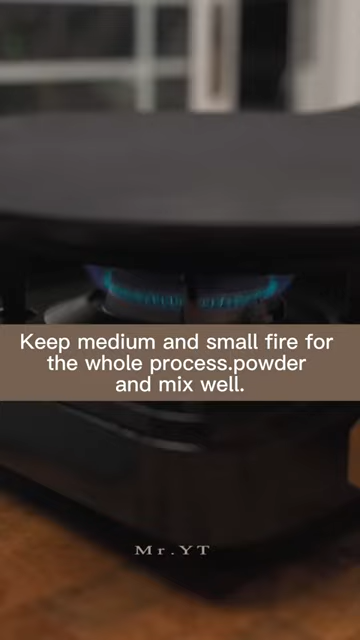 Keep medium and small fire for
the whole process.powder
and mix well.
Mr.YT